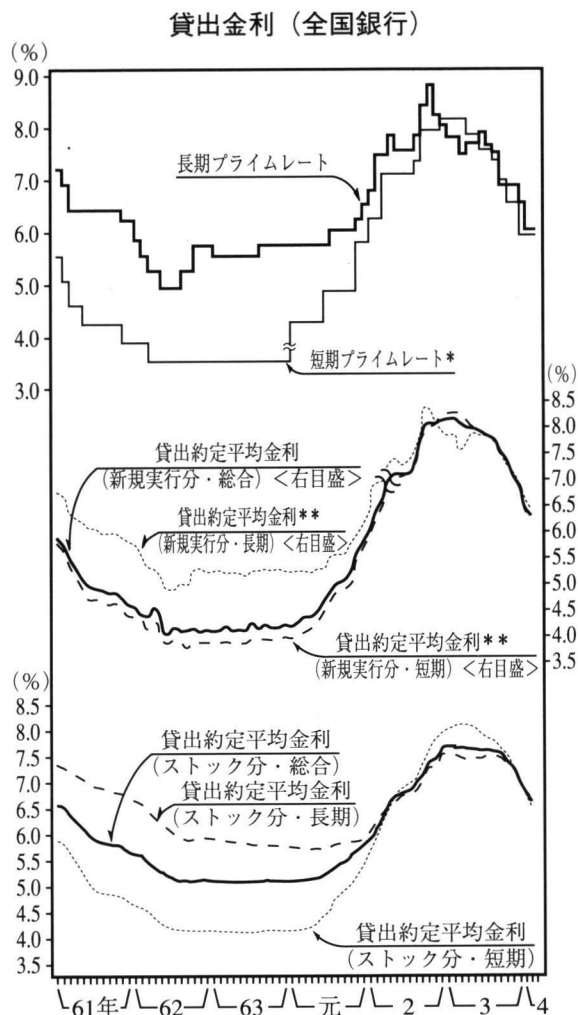 貸出金利（全国銀行）
(％)
9.0
8.0
7.0
6.0
5.0
4.0
3.0
長期プライムレート
短期プライムレート*
(％)
8.5
8.0
7.5
7.0
6.5
6.0
5.5
5.0
4.5
4.0
3.5
貸出約定平均金利
(新規実行分・総合)＜右目盛＞
貸出約定平均金利**
(新規実行分・長期)＜右目盛＞
貸出約定平均金利**
(新規実行分・短期)＜右目盛＞
(％)
8.5
7.5
7.0
6.5
6.0
5.5
5.0
4.5
4.0
3.5
貸出約定平均金利
(ストック分・総合)
貸出約定平均金利
(ストック分・長期)
貸出約定平均金利
(ストック分・短期)
61年 62 63 元 2 3 4